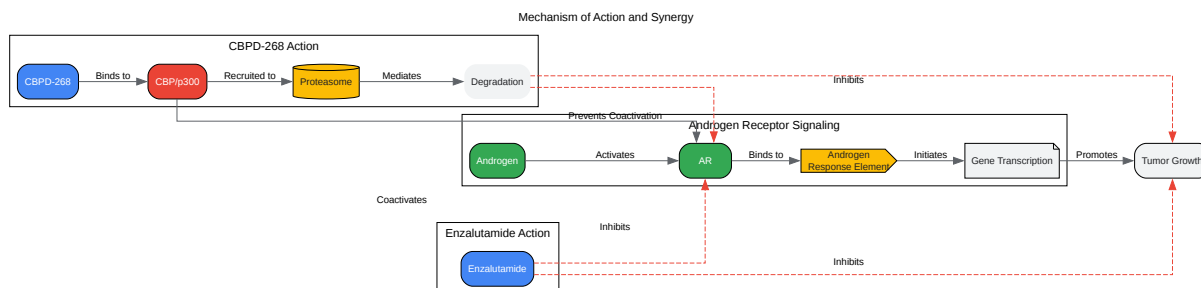 Mechanism of Action and Synergy
CBPD-268 Action
CBPD-268
Binds to
CBP/p300
Recruited to
Proteasome
Mediates
Degradation
Inhibits
Prevents Coactivation
Androgen Receptor Signaling
Androgen
Activates
AR
Binds to
Androgen
Response Element
Initiates
Gene Transcription
Promotes
Tumor Growth
Coactivates
Inhibits
Enzalutamide Action
Enzalutamide
Inhibits